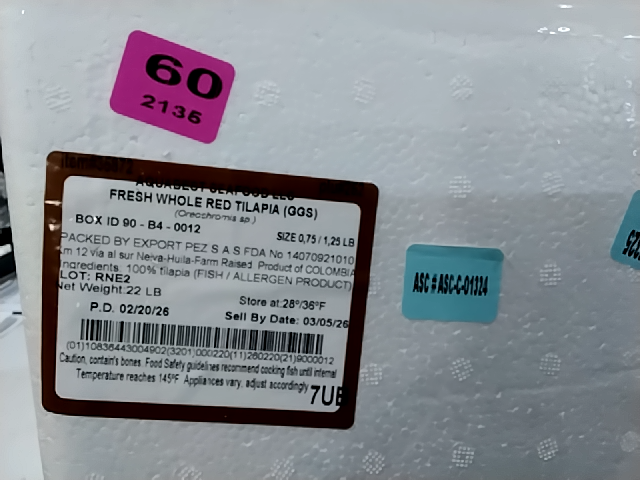 60
2135
AQUABEST SEAFOOD LLC
FRESH WHOLE RED TILAPIA (GGS)
(Oreochromis sp.)
BOX ID 90 - B4 - 0012
SIZE 0,75 / 1,25 LB
PACKED BY EXPORT PEZ S A S FDA No 14070921010
Km 12 via al sur Neiva-Huila-Farm Raised. Product of COLOMBIA
Ingredients. 100% tilapia (FISH / ALLERGEN PRODUCT)
LOT: RNE2
Net Weight:22 LB
Store at:28°/36°F
P.D. 02/20/26
Sell By Date: 03/05/26
(01)10836443004902(3201)000220(11)260220(21)9000012
Caution, contain's bones. Food Safety guidelines recommend cooking fish until internal
Temperature reaches 145°F. Appliances vary, adjust accordingly
7UE
ASC # ASC-C-01324